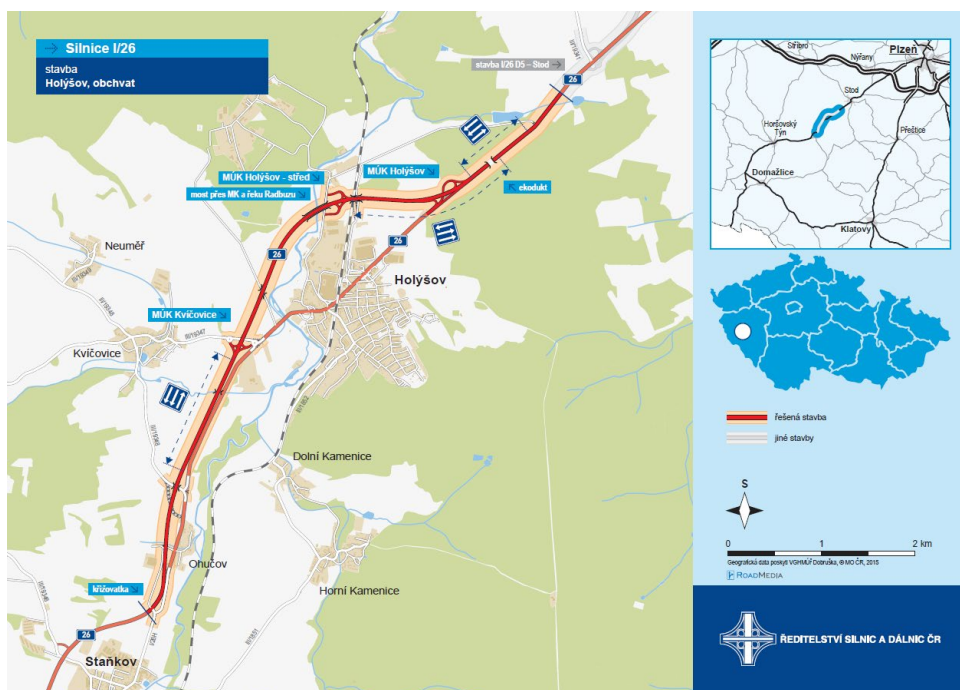 Silnice I/26
stavba
Holýšov, obchvat
stavba I/26 D5 – Stod
26
MÚK Holýšov - střed
most přes MK a řeku Radbuzu
MÚK Holýšov
ekodukt
26
26
Neuměř
Holýšov
MÚK Kvíčovice
III/19347
Kvíčovice
Dolní Kamenice
Ohučov
Horní Kamenice
křižovatka
26
Staňkov
Stříbro
Plzeň
Nýřany
Stod
Horšovský
Týn
Přeštice
Domažlice
Klatovy
řešená stavba
jiné stavby
S
0 1 2 km
Geografická data poskytl VGHMÚř Dobruška, © MO ČR, 2015
ROADMEDIA
ŘEDITELSTVÍ SILNIC A DÁLNIC ČR